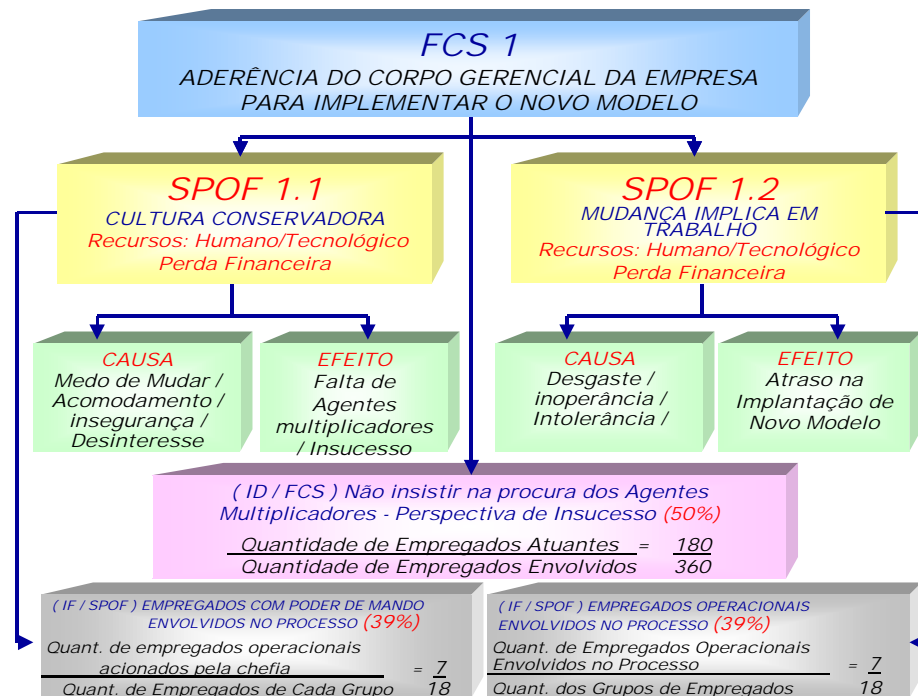 FCS 1
ADERÊNCIA DO CORPO GERENCIAL DA EMPRESA
PARA IMPLEMENTAR O NOVO MODELO
SPOF 1.1
CULTURA CONSERVADORA
Recursos: Humano/Tecnológico
Perda Financeira
SPOF 1.2
MUDANÇA IMPLICA EM
TRABALHO
Recursos: Humano/Tecnológico
Perda Financeira
CAUSA
Medo de Mudar /
Acomodamento /
insegurança /
Desinteresse
EFEITO
Falta de
Agentes
multiplicadores
/ Insucesso
CAUSA
Desgaste /
inoperância /
Intolerância /
EFEITO
Atraso na
Implantação de
Novo Modelo
( ID / FCS ) Não insistir na procura dos Agentes
Multiplicadores - Perspectiva de Insucesso (50%)
Quantidade de Empregados Atuantes = 180
Quantidade de Empregados Envolvidos 360
( IF / SPOF ) EMPREGADOS COM PODER DE MANDO
ENVOLVIDOS NO PROCESSO (39%)
Quant. de empregados operacionais
acionados pela chefia = 7
Quant. de Empregados de Cada Grupo 18
( IF / SPOF ) EMPREGADOS OPERACIONAIS
ENVOLVIDOS NO PROCESSO (39%)
Quant. de Empregados Operacionais
Envolvidos no Processo = 7
Quant. dos Grupos de Empregados 18